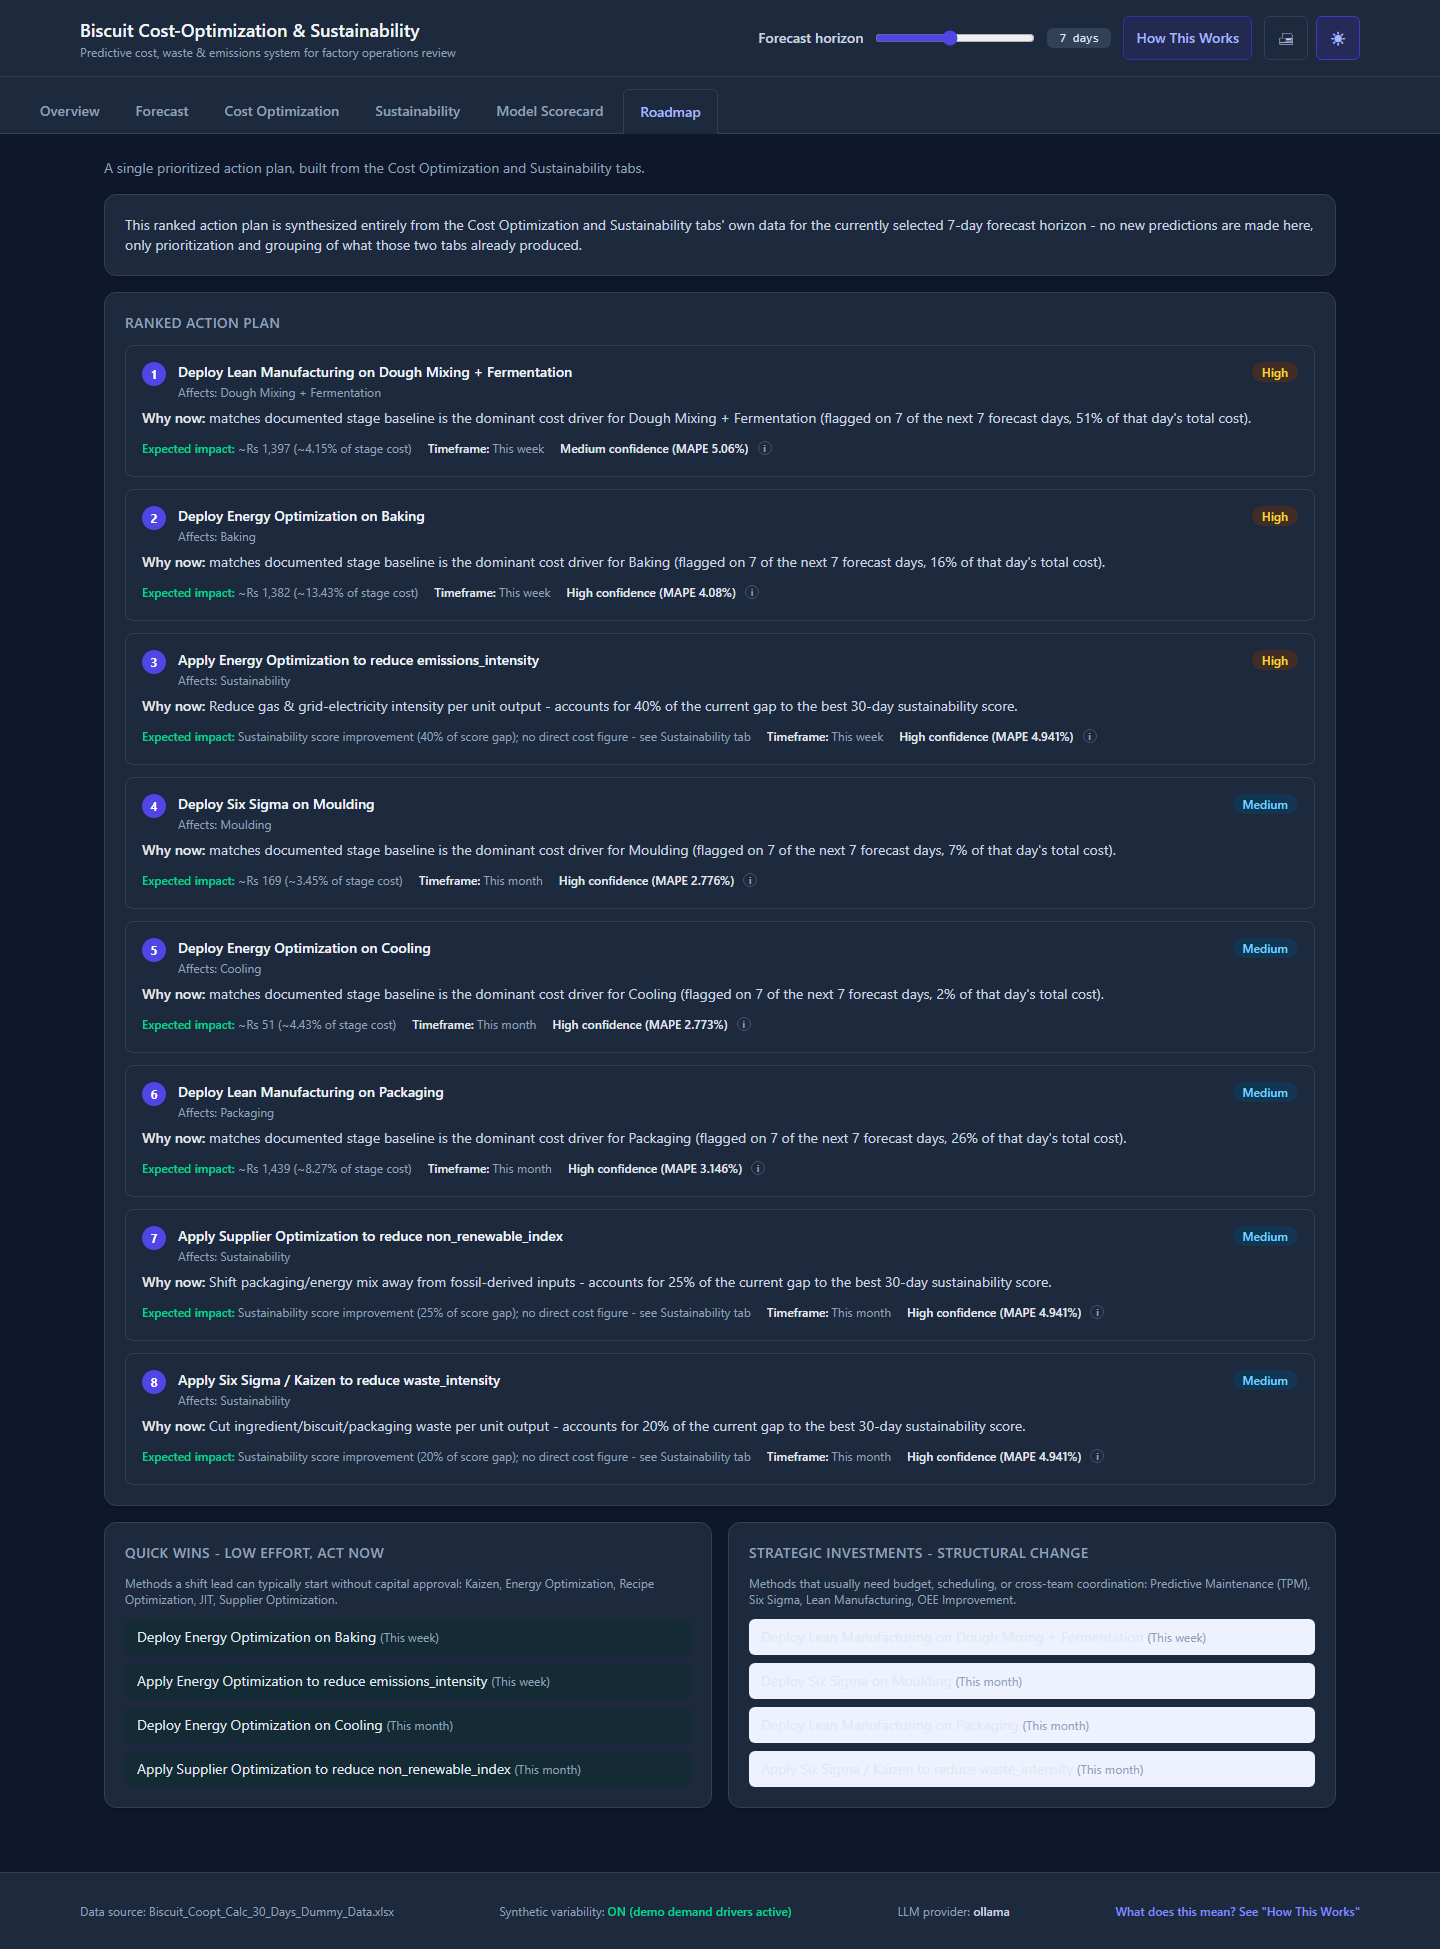 Biscuit Cost-Optimization & Sustainability
Predictive cost, waste & emissions system for factory operations review
Forecast horizon
7 days
How This Works
Overview
Forecast
Cost Optimization
Sustainability
Model Scorecard
Roadmap
A single prioritized action plan, built from the Cost Optimization and Sustainability tabs.
This ranked action plan is synthesized entirely from the Cost Optimization and Sustainability tabs' own data for the currently selected 7-day forecast horizon - no new predictions are made here,
only prioritization and grouping of what those two tabs already produced.
RANKED ACTION PLAN
1 Deploy Lean Manufacturing on Dough Mixing + Fermentation High
Affects: Dough Mixing + Fermentation
Why now: matches documented stage baseline is the dominant cost driver for Dough Mixing + Fermentation (flagged on 7 of the next 7 forecast days, 51% of that day's total cost).
Expected impact: ~Rs 1,397 (~4.15% of stage cost) Timeframe: This week Medium confidence (MAPE 5.06%) i
2 Deploy Energy Optimization on Baking High
Affects: Baking
Why now: matches documented stage baseline is the dominant cost driver for Baking (flagged on 7 of the next 7 forecast days, 16% of that day's total cost).
Expected impact: ~Rs 1,382 (~13.43% of stage cost) Timeframe: This week High confidence (MAPE 4.08%) i
3 Apply Energy Optimization to reduce emissions_intensity High
Affects: Sustainability
Why now: Reduce gas & grid-electricity intensity per unit output - accounts for 40% of the current gap to the best 30-day sustainability score.
Expected impact: Sustainability score improvement (40% of score gap); no direct cost figure - see Sustainability tab Timeframe: This week High confidence (MAPE 4.941%) i
4 Deploy Six Sigma on Moulding Medium
Affects: Moulding
Why now: matches documented stage baseline is the dominant cost driver for Moulding (flagged on 7 of the next 7 forecast days, 7% of that day's total cost).
Expected impact: ~Rs 169 (~3.45% of stage cost) Timeframe: This month High confidence (MAPE 2.776%) i
5 Deploy Energy Optimization on Cooling Medium
Affects: Cooling
Why now: matches documented stage baseline is the dominant cost driver for Cooling (flagged on 7 of the next 7 forecast days, 2% of that day's total cost).
Expected impact: ~Rs 51 (~4.43% of stage cost) Timeframe: This month High confidence (MAPE 2.773%) i
6 Deploy Lean Manufacturing on Packaging Medium
Affects: Packaging
Why now: matches documented stage baseline is the dominant cost driver for Packaging (flagged on 7 of the next 7 forecast days, 26% of that day's total cost).
Expected impact: ~Rs 1,439 (~8.27% of stage cost) Timeframe: This month High confidence (MAPE 3.146%) i
7 Apply Supplier Optimization to reduce non_renewable_index Medium
Affects: Sustainability
Why now: Shift packaging/energy mix away from fossil-derived inputs - accounts for 25% of the current gap to the best 30-day sustainability score.
Expected impact: Sustainability score improvement (25% of score gap); no direct cost figure - see Sustainability tab Timeframe: This month High confidence (MAPE 4.941%) i
8 Apply Six Sigma / Kaizen to reduce waste_intensity Medium
Affects: Sustainability
Why now: Cut ingredient/biscuit/packaging waste per unit output - accounts for 20% of the current gap to the best 30-day sustainability score.
Expected impact: Sustainability score improvement (20% of score gap); no direct cost figure - see Sustainability tab Timeframe: This month High confidence (MAPE 4.941%) i
QUICK WINS - LOW EFFORT, ACT NOW
Methods a shift lead can typically start without capital approval: Kaizen, Energy Optimization, Recipe
Optimization, JIT, Supplier Optimization.
Deploy Energy Optimization on Baking (This week)
Apply Energy Optimization to reduce emissions_intensity (This week)
Deploy Energy Optimization on Cooling (This month)
Apply Supplier Optimization to reduce non_renewable_index (This month)
STRATEGIC INVESTMENTS - STRUCTURAL CHANGE
Methods that usually need budget, scheduling, or cross-team coordination: Predictive Maintenance (TPM),
Six Sigma, Lean Manufacturing, OEE Improvement.
Deploy Lean Manufacturing on Dough Mixing + Fermentation (This week)
Deploy Six Sigma on Moulding (This month)
Deploy Lean Manufacturing on Packaging (This month)
Apply Six Sigma / Kaizen to reduce waste_intensity (This month)
Data source: Biscuit_Coopt_Calc_30_Days_Dummy_Data.xlsx
Synthetic variability: ON (demo demand drivers active)
LLM provider: ollama
What does this mean? See "How This Works"